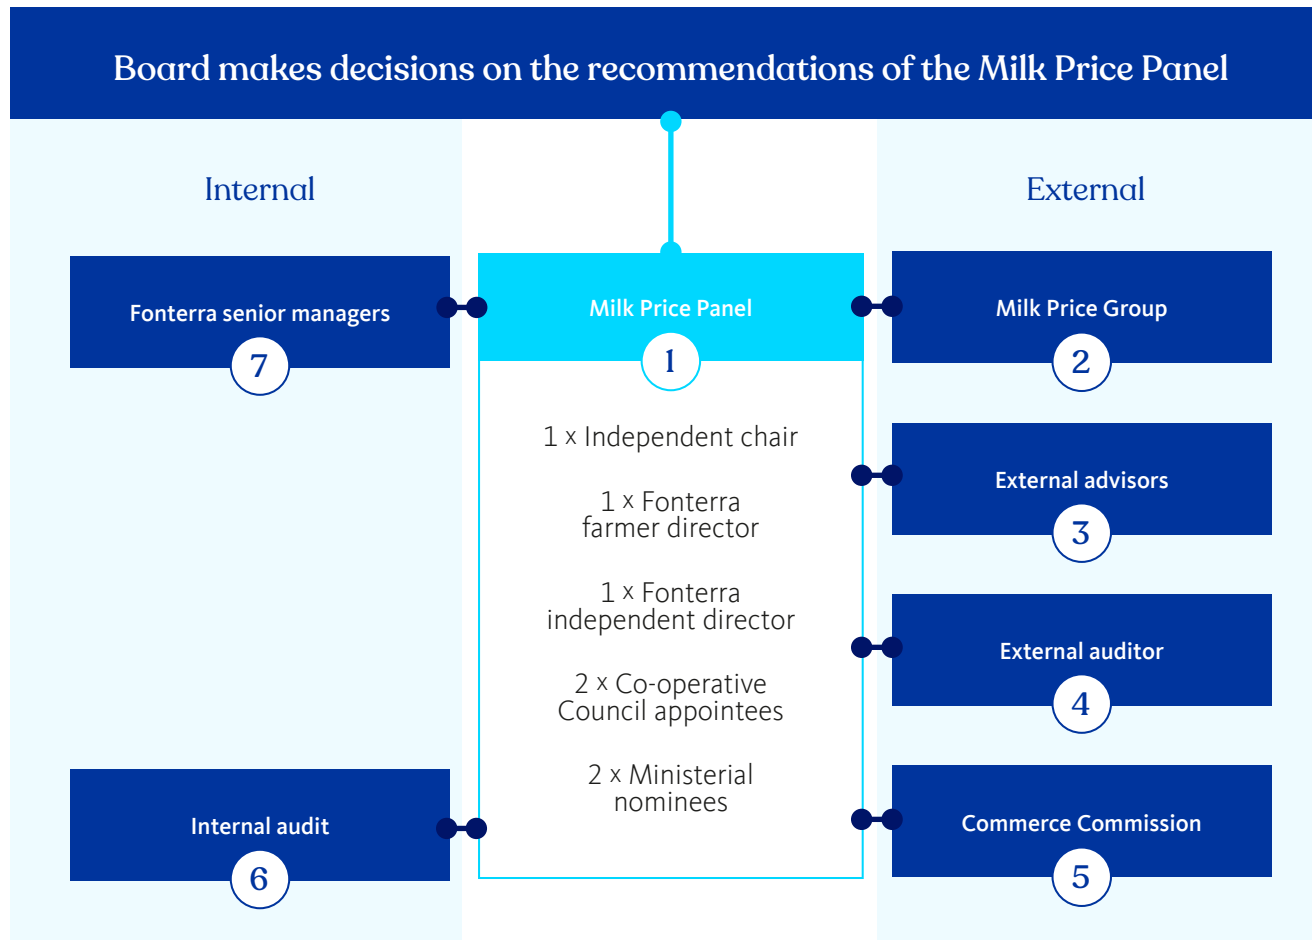 Board makes decisions on the recommendations of the Milk Price Panel
Internal
Fonterra senior managers
7
Internal audit
6
Milk Price Panel
1
1 x Independent chair
1 x Fonterra
farmer director
1 x Fonterra
independent director
2 x Co-operative
Council appointees
2 x Ministerial
nominees
External
Milk Price Group
2
External advisors
3
External auditor
4
Commerce Commission
5